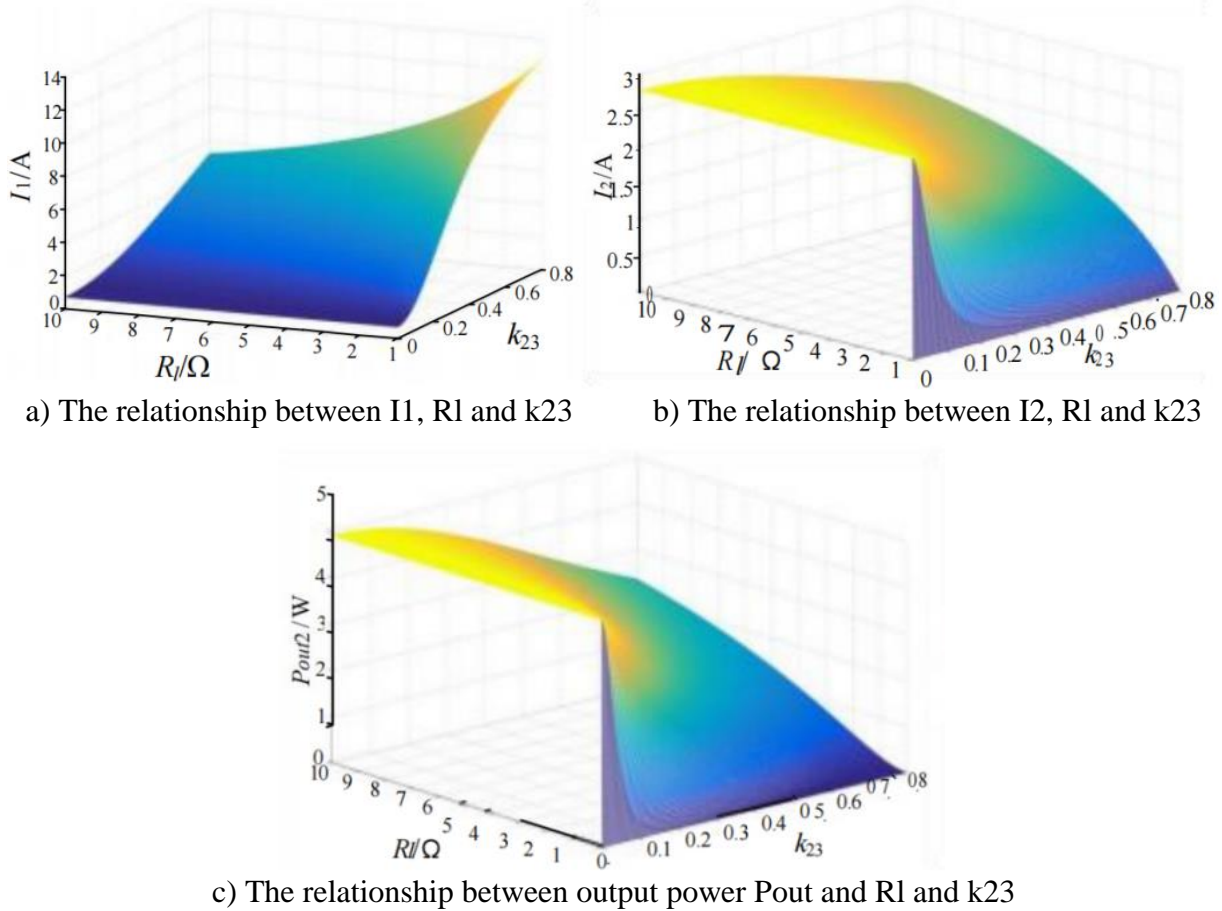 14
12
10
8
6
4
2
0
I1/A
10 9 8 7 6 5 4 3 2 1
Rl/Ω
0 0.2 0.4 0.6 0.8
k23
a) The relationship between I1, Rl and k23
3
2.5
2
1.5
1
0.5
0
I2/A
10 9 8 7 6 5 4 3 2 1
Rl/ Ω
0 0.1 0.2 0.3 0.4 0.5 0.6 0.7 0.8
k23
b) The relationship between I2, Rl and k23
5
4
3
2
1
0
Pout2/W
10 9 8 7 6 5 4 3 2 1
Rl/Ω
0 0.1 0.2 0.3 0.4 0.5 0.6 0.7 0.8
k23
c) The relationship between output power Pout and Rl and k23